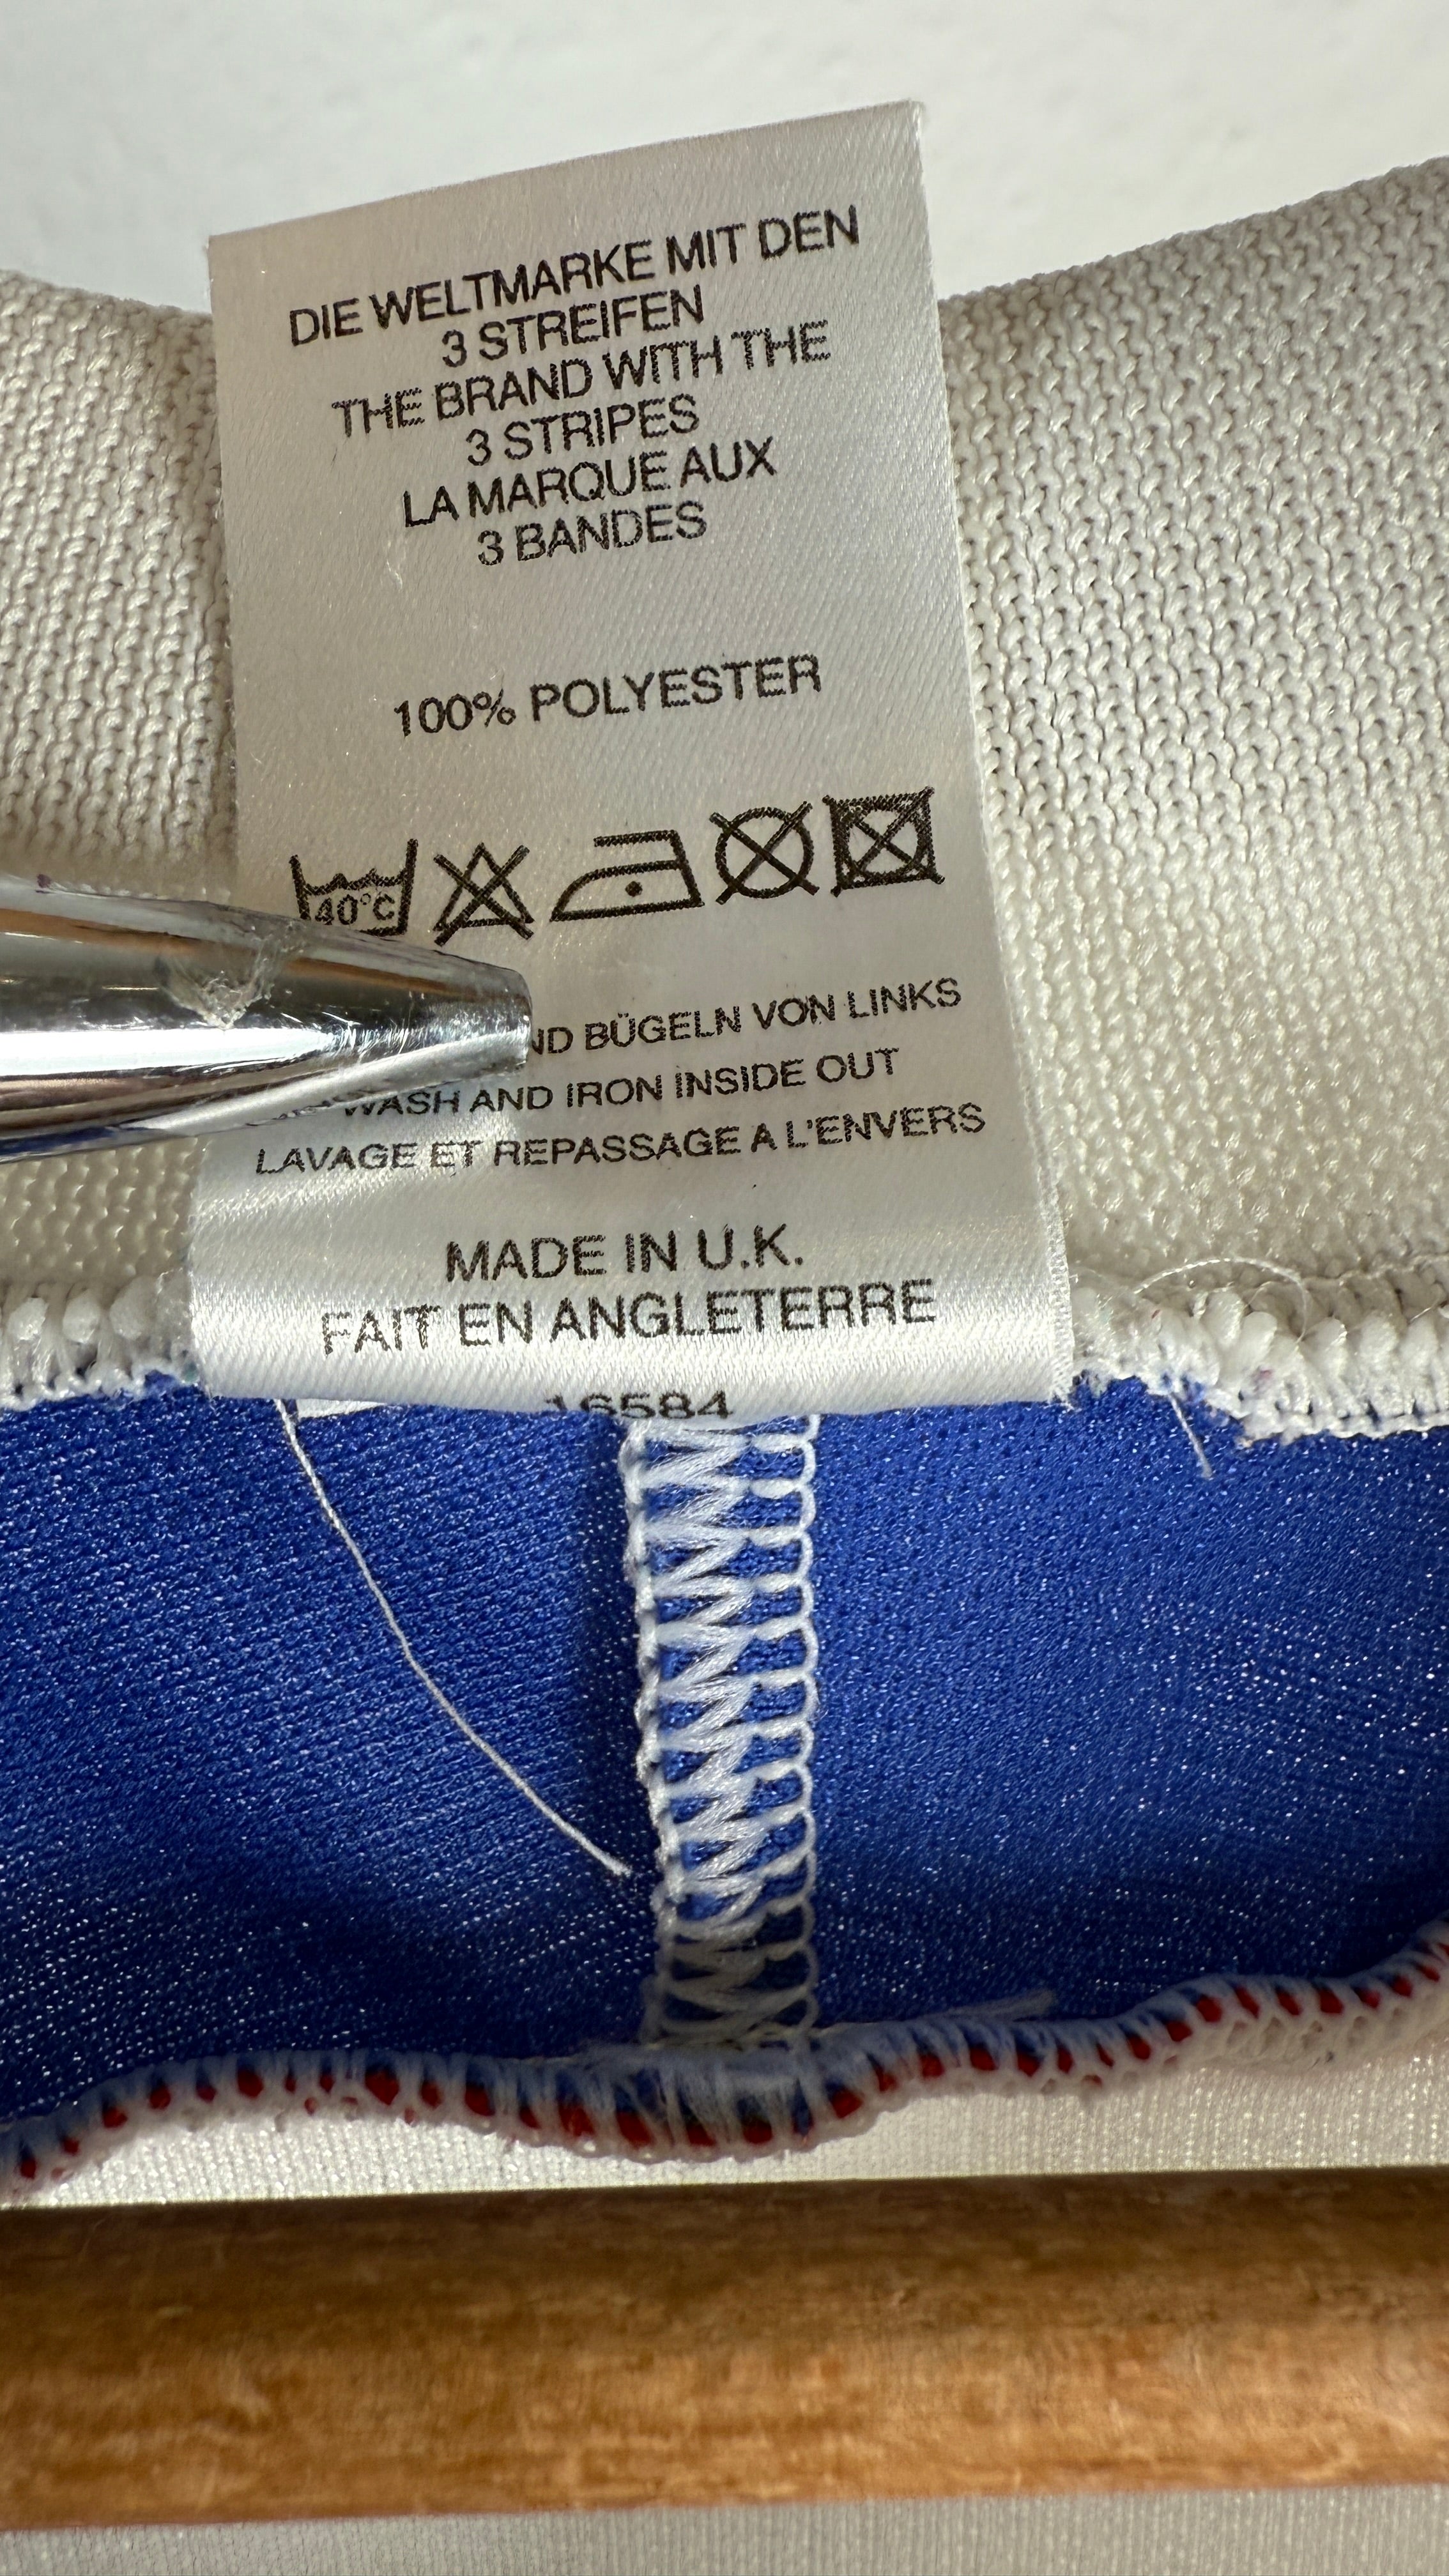 DIE WELTMARKE MIT DEN
3 STREIFEN
THE BRAND WITH THE
3 STRIPES
LA MARQUE AUX
3 BANDES
100% POLYESTER
40°C
BÜGELN VON LINKS
WASH AND IRON INSIDE OUT
LAVAGE ET REPASSAGE A L'ENVERS
MADE IN U.K.
FAIT EN ANGLETERRE
16584